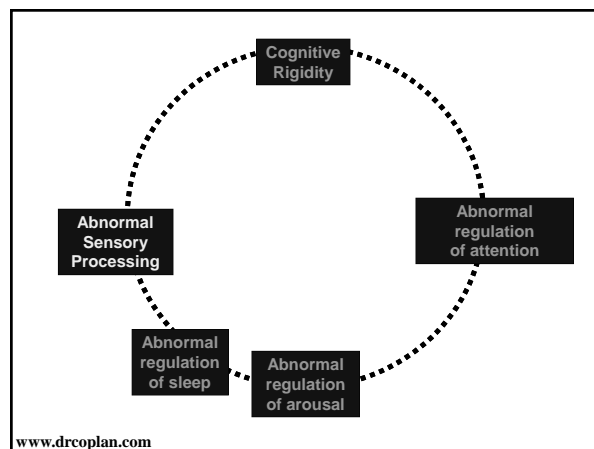 Cognitive
Rigidity
Abnormal
Sensory
Processing
Abnormal
regulation
of attention
Abnormal
regulation
of sleep
Abnormal
regulation
of arousal
www.drcoplan.com